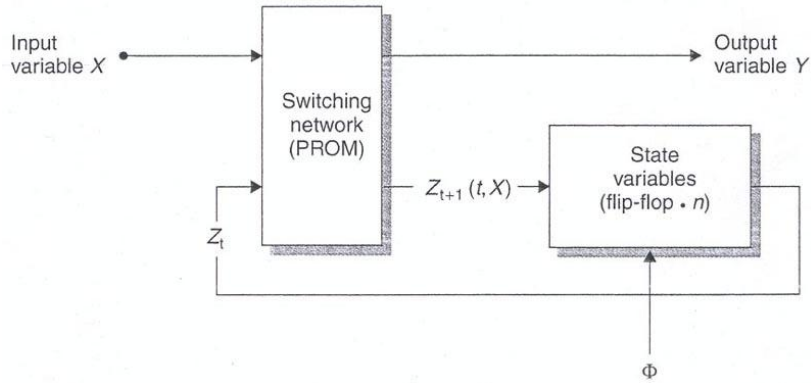 Input
variable X
Switching
network
(PROM)
Output
variable Y
Z_{t+1} (t, X)
State
variables
(flip-flop • n)
Z_t
Φ